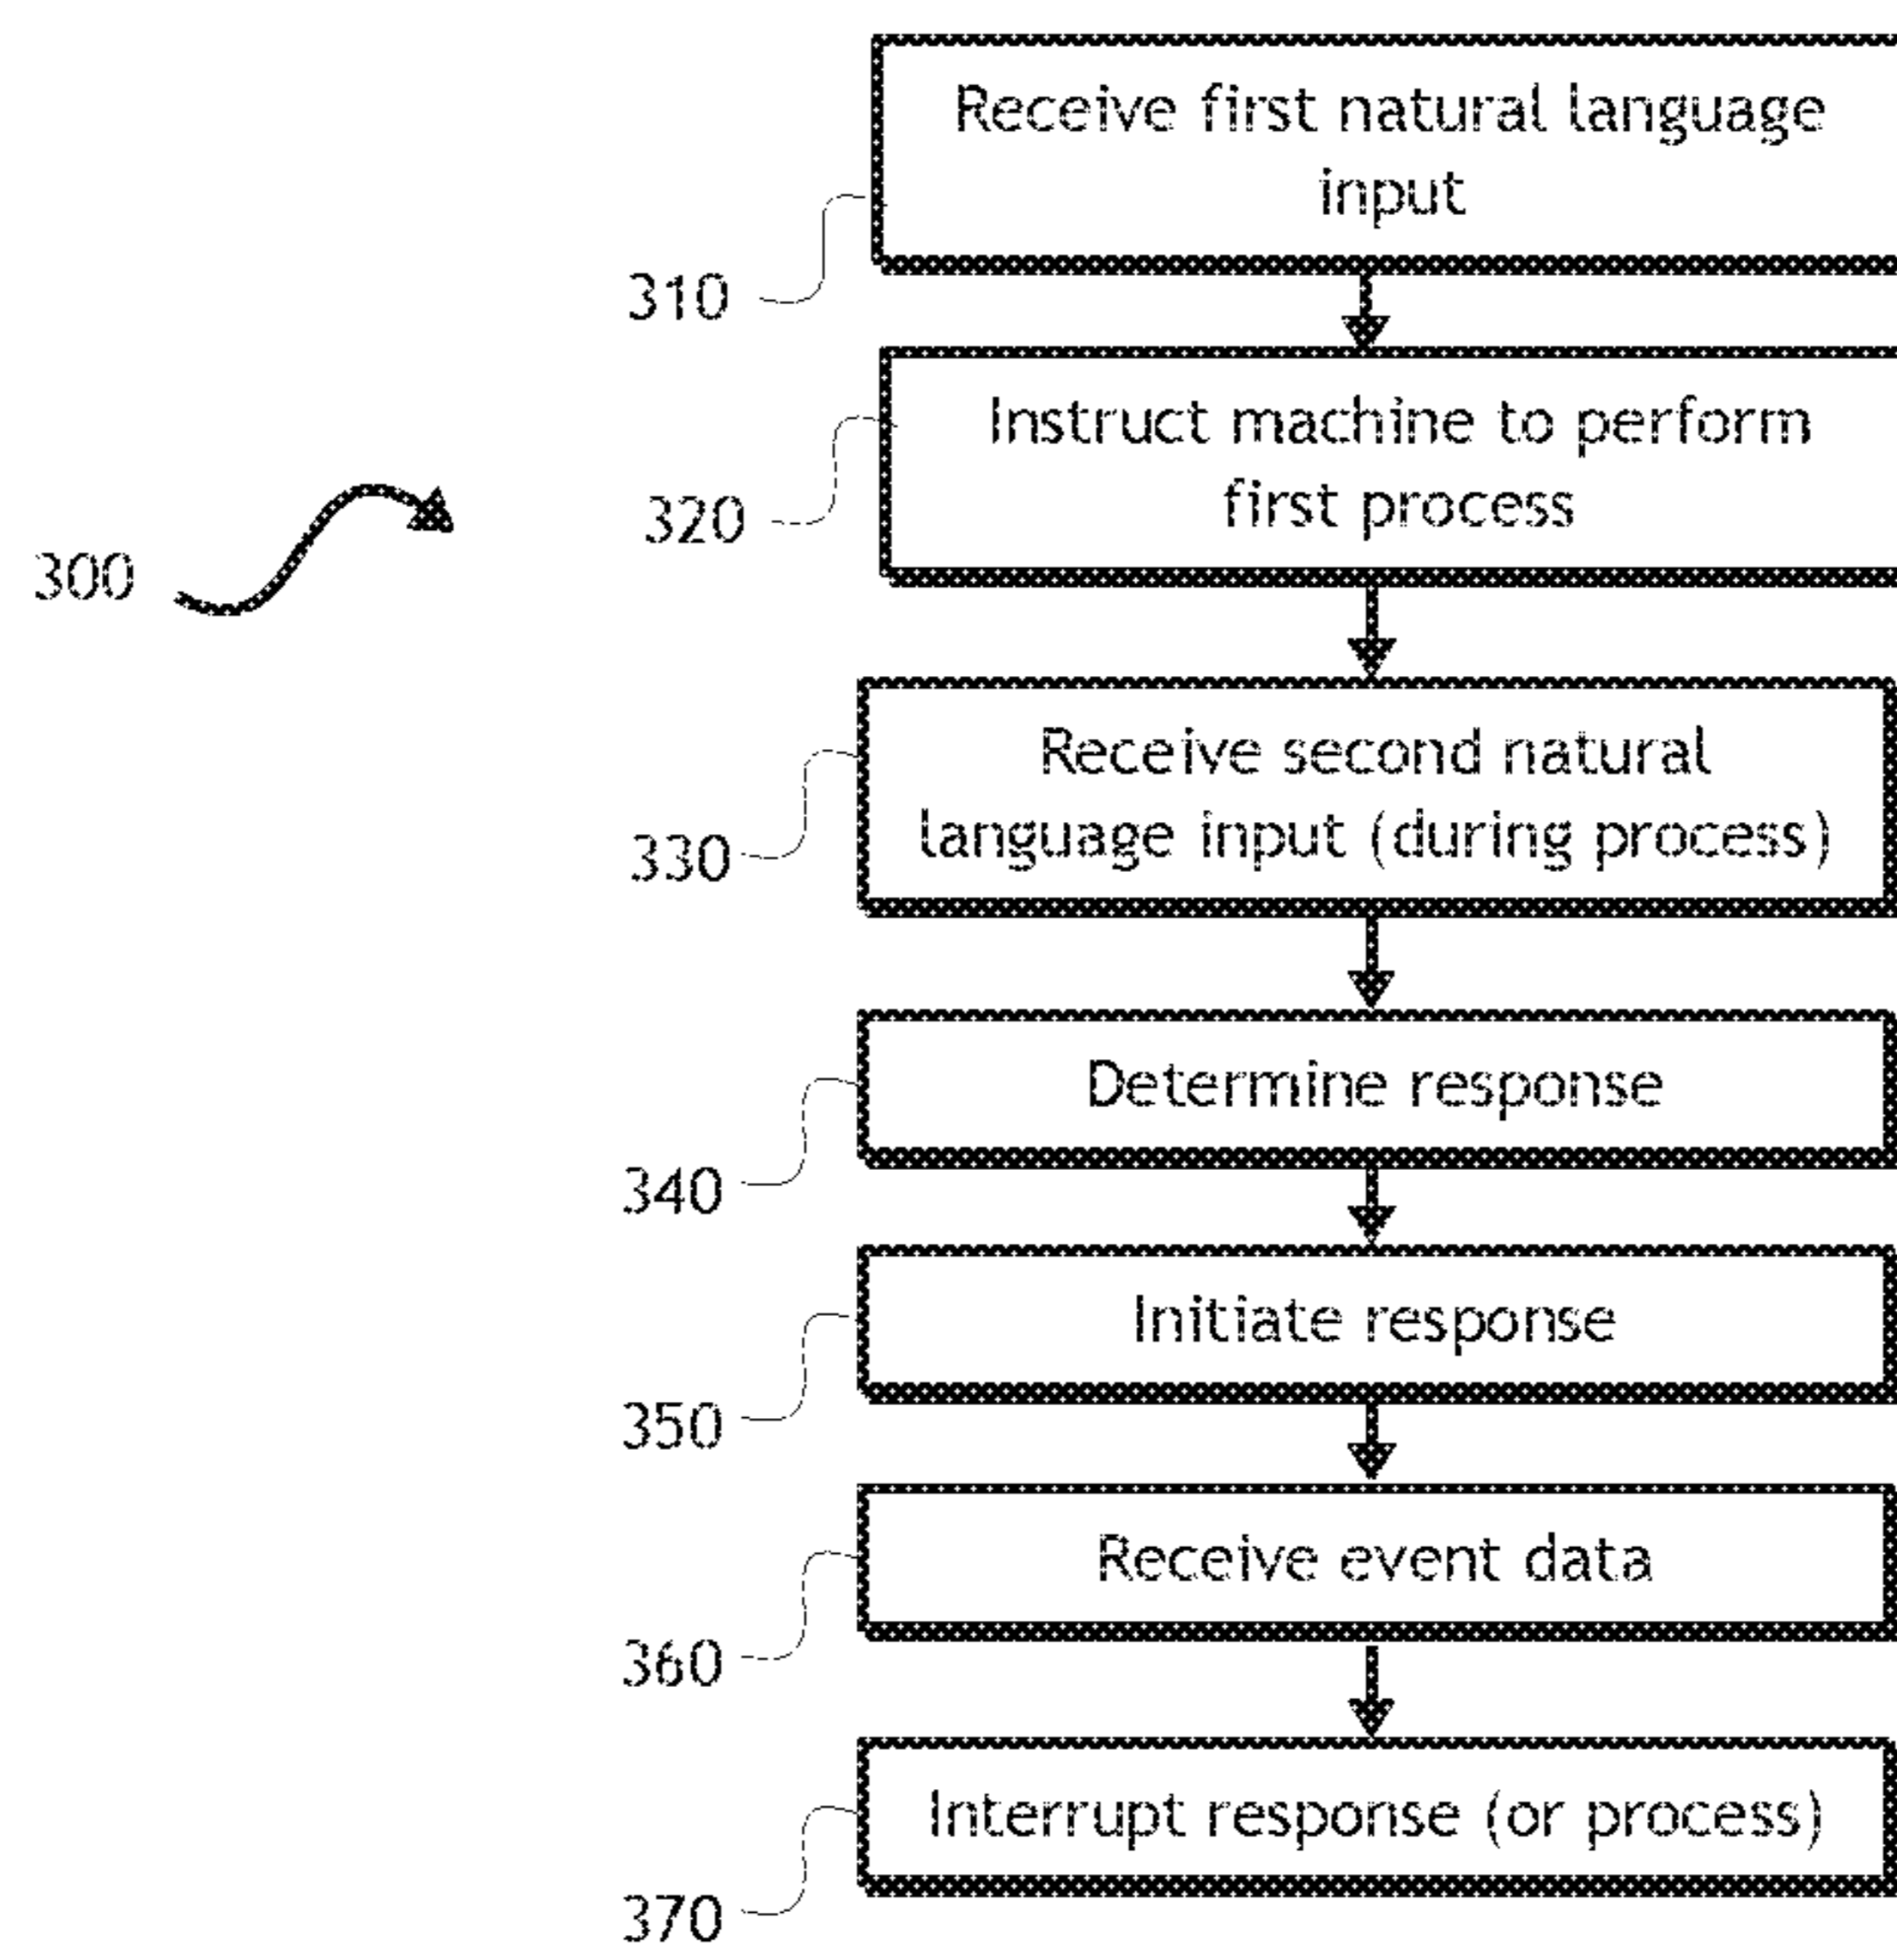 Receive first natural language
input
310
Instruct machine to perform
first process
320
300
Receive second natural
language input (during process)
330
Determine response
340
Initiate response
350
Receive event data
360
Interrupt response (or process)
370